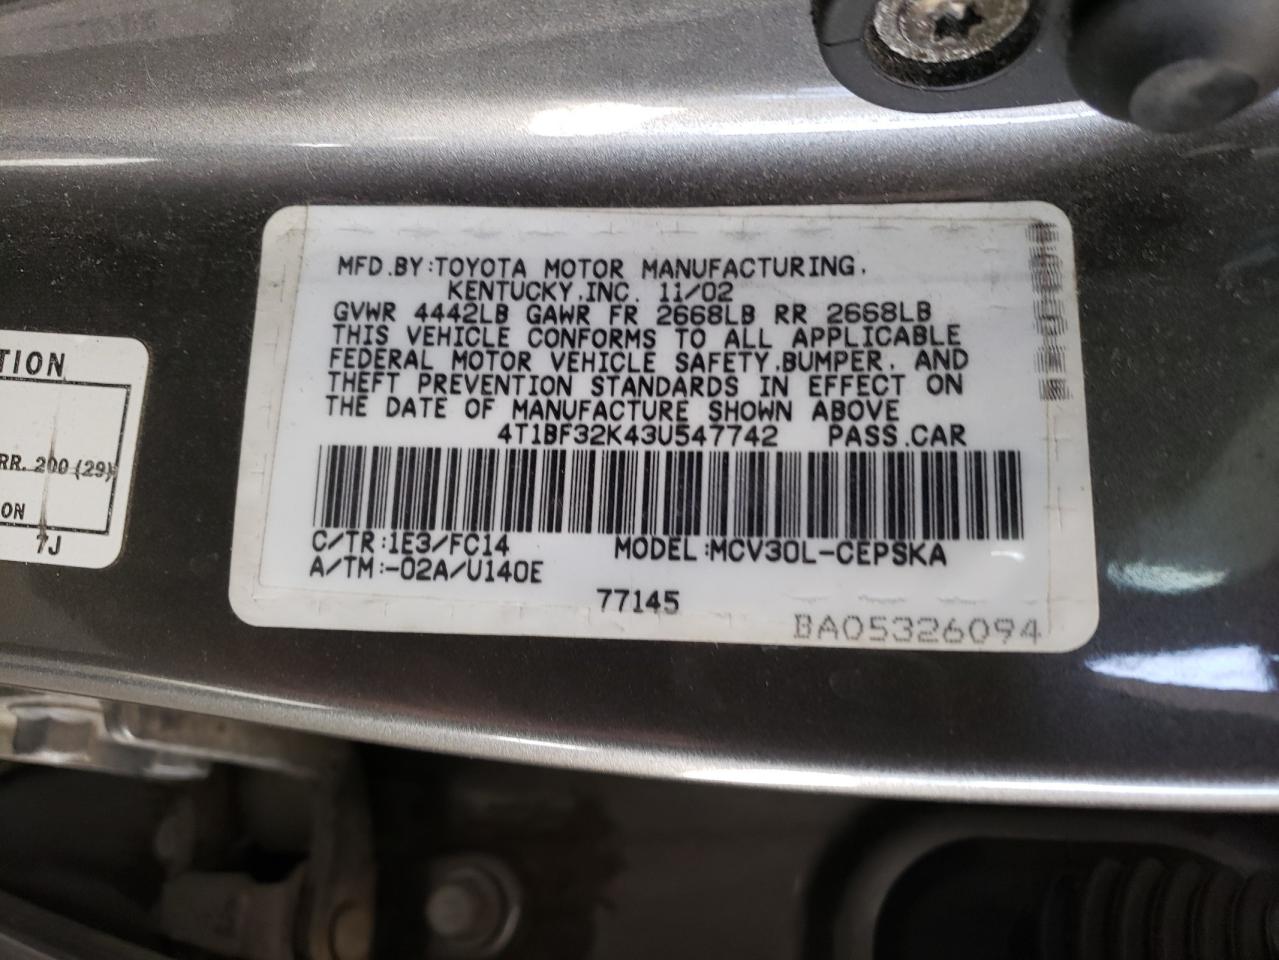 MFD.BY:TOYOTA MOTOR MANUFACTURING,
KENTUCKY,INC. 11/02
GVWR 4442LB GAWR FR 2668LB RR 2668LB
THIS VEHICLE CONFORMS TO ALL APPLICABLE
FEDERAL MOTOR VEHICLE SAFETY,BUMPER, AND
THEFT PREVENTION STANDARDS IN EFFECT ON
THE DATE OF MANUFACTURE SHOWN ABOVE
4T1BF32K43U547742 PASS.CAR
C/TR:1E3/FC14 MODEL:MCV30L-CEPSKA
A/TM:-02A/U140E
77145
BA05326094
TION
RR. 200 (29)
ON
7J